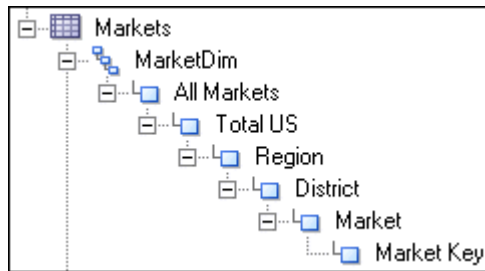 Markets
MarketDim
All Markets
Total US
Region
District
Market
Market Key